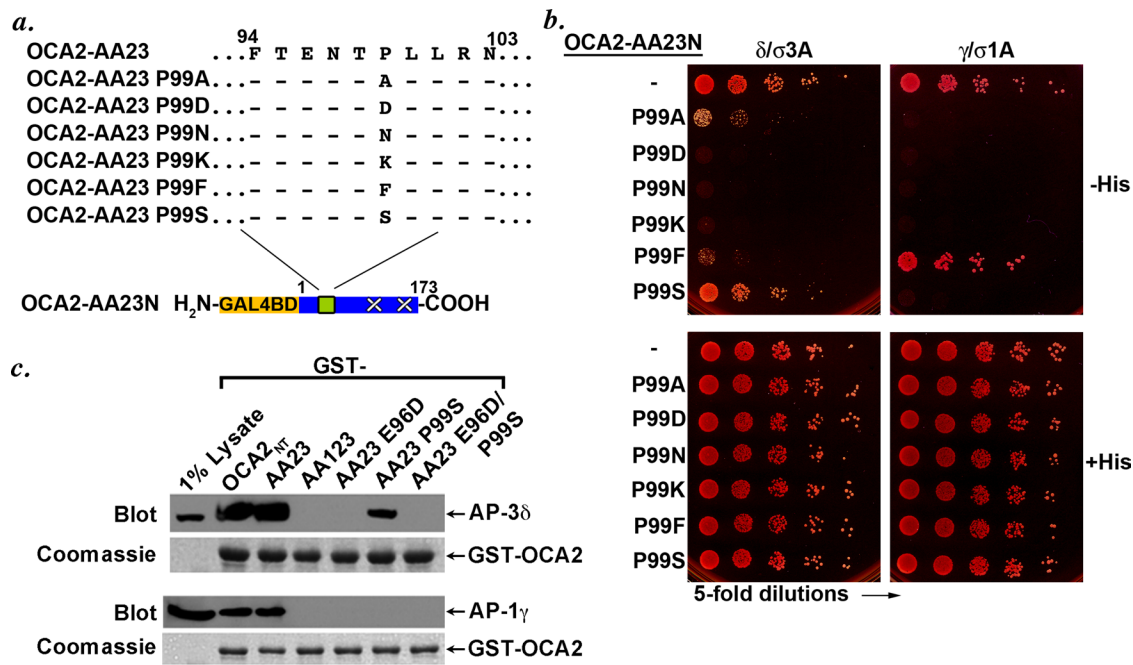 a.
94 103
OCA2-AA23 ...F T E N T P L L R N...
OCA2-AA23 P99A ...– – – – – A – – – –...
OCA2-AA23 P99D ...– – – – – D – – – –...
OCA2-AA23 P99N ...– – – – – N – – – –...
OCA2-AA23 P99K ...– – – – – K – – – –...
OCA2-AA23 P99F ...– – – – – F – – – –...
OCA2-AA23 P99S ...– – – – – S – – – –...
1 173
OCA2-AA23N H2N-GAL4BD X X -COOH
b.
OCA2-AA23N δ/σ3A γ/σ1A
-
P99A
P99D
P99N
P99K
P99F
P99S
-His
-
P99A
P99D
P99N
P99K
P99F
P99S
+His
5-fold dilutions →
c.
GST-
1% Lysate
OCA2NT
AA23
AA123
AA23 E96D
AA23 P99S
AA23 E96D/
P99S
Blot ←AP-3δ
Coomassie ←GST-OCA2
Blot ←AP-1γ
Coomassie ←GST-OCA2